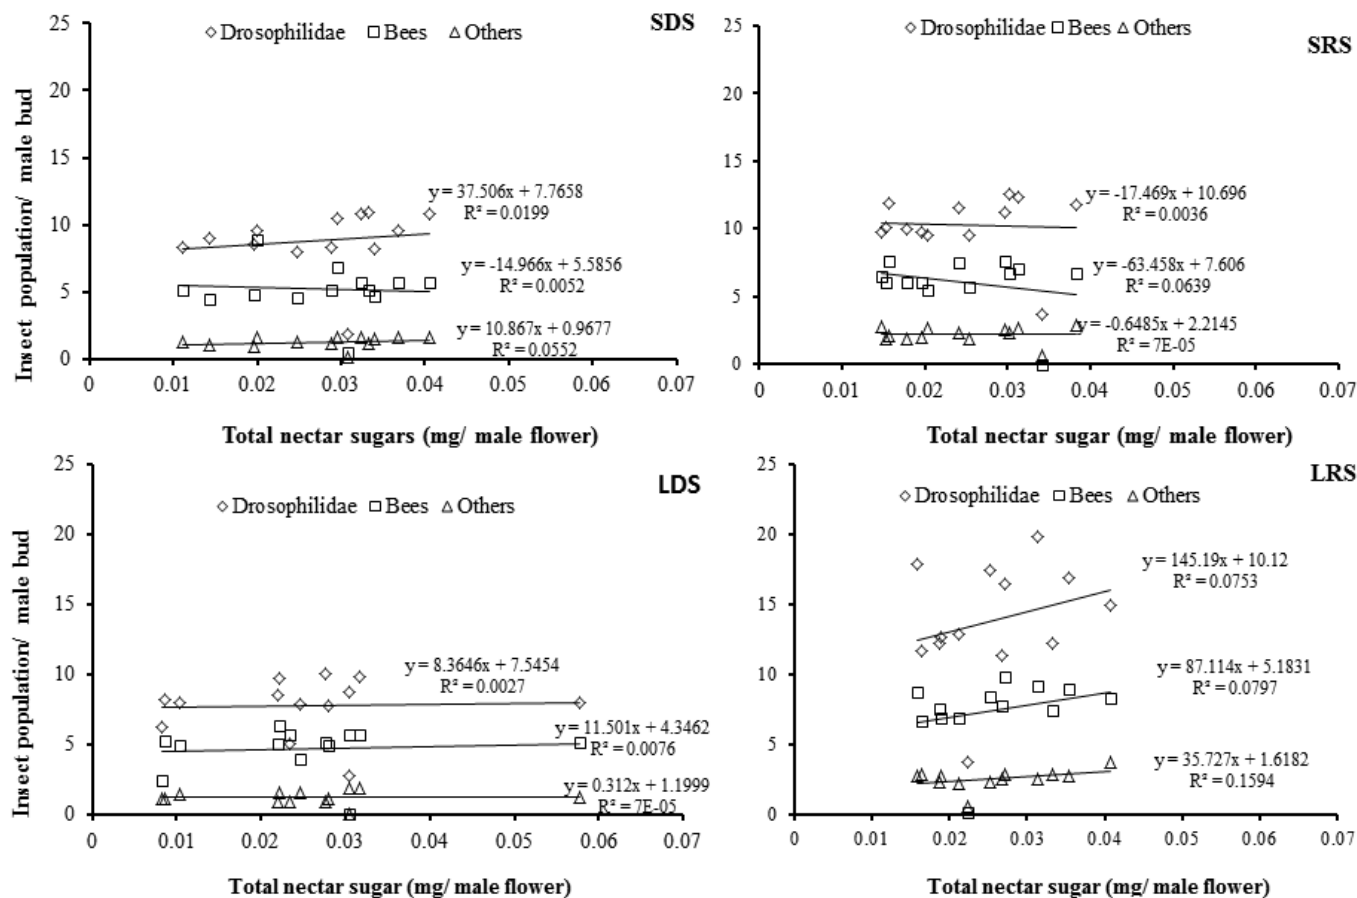 SDS
Drosophilidae Bees Others
Insect population/ male bud
25
20
15
10
5
0
y = 37.506x + 7.7658
R² = 0.0199
y = -14.966x + 5.5856
R² = 0.0052
y = 10.867x + 0.9677
R² = 0.0552
0 0.01 0.02 0.03 0.04 0.05 0.06 0.07
Total nectar sugars (mg/ male flower)
SRS
Drosophilidae Bees Others
25
20
15
10
5
0
y = -17.469x + 10.696
R² = 0.0036
y = -63.458x + 7.606
R² = 0.0639
y = -0.6485x + 2.2145
R² = 7E-05
0 0.01 0.02 0.03 0.04 0.05 0.06 0.07
Total nectar sugar (mg/ male flower)
LDS
Drosophilidae Bees Others
Insect population/ male bud
25
20
15
10
5
0
y = 8.3646x + 7.5454
R² = 0.0027
y = 11.501x + 4.3462
R² = 0.0076
y = 0.312x + 1.1999
R² = 7E-05
0 0.01 0.02 0.03 0.04 0.05 0.06 0.07
Total nectar sugar (mg/ male flower)
LRS
Drosophilidae Bees Others
25
20
15
10
5
0
y = 145.19x + 10.12
R² = 0.0753
y = 87.114x + 5.1831
R² = 0.0797
y = 35.727x + 1.6182
R² = 0.1594
0 0.01 0.02 0.03 0.04 0.05 0.06 0.07
Total nectar sugar (mg/ male flower)